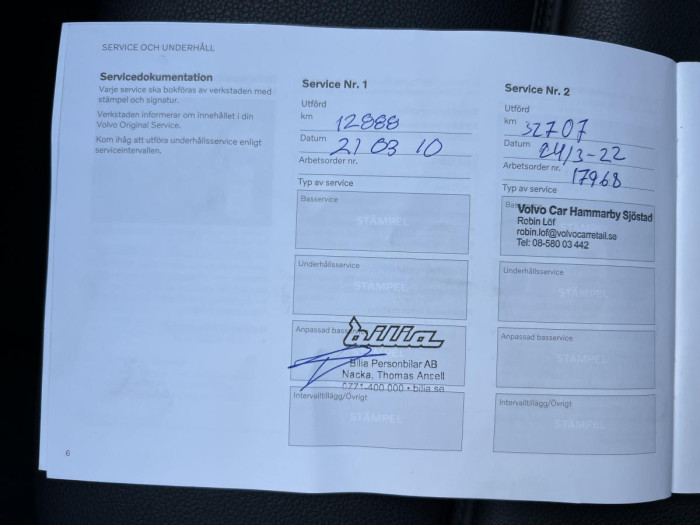 SERVICE OCH UNDERHÅLL
Servicedokumentation
Varje service ska bokföras av verkstaden med
stämpel och signatur.
Verkstaden informerar om innehållet i din
Volvo Original Service.
Kom ihåg att utföra underhållsservice enligt
serviceintervallen.
Service Nr. 1
Utförd
km 12888
Datum 21 03 10
Arbetsorder nr.
Typ av service
Basservice
STÄMPEL
Underhållsservice
STÄMPEL
Anpassad basservice
bilia
Bilia Personbilar AB
Nacka, Thomas Ancell
0771-400 000 • bilia.se
Intervalltillägg/Övrigt
STÄMPEL
Service Nr. 2
Utförd
km 32707
Datum 24/3-22
Arbetsorder nr. 17968
Typ av service
Volvo Car Hammarby Sjöstad
Robin Löf
robin.lof@volvocarretail.se
Tel: 08-580 03 442
Underhållsservice
STÄMPEL
Anpassad basservice
STÄMPEL
Intervalltillägg/Övrigt
STÄMPEL
6